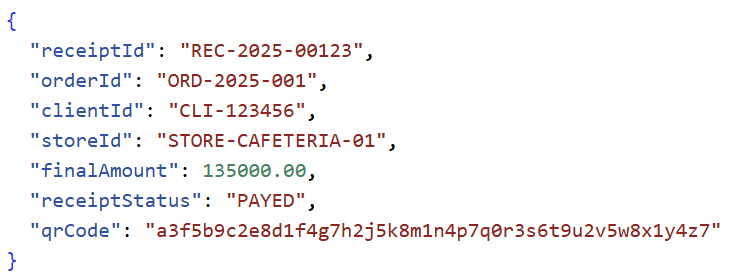 {
  "receiptId": "REC-2025-00123",
  "orderId": "ORD-2025-001",
  "clientId": "CLI-123456",
  "storeId": "STORE-CAFETERIA-01",
  "finalAmount": 135000.00,
  "receiptStatus": "PAYED",
  "qrCode": "a3f5b9c2e8d1f4g7h2j5k8m1n4p7q0r3s6t9u2v5w8x1y4z7"
}